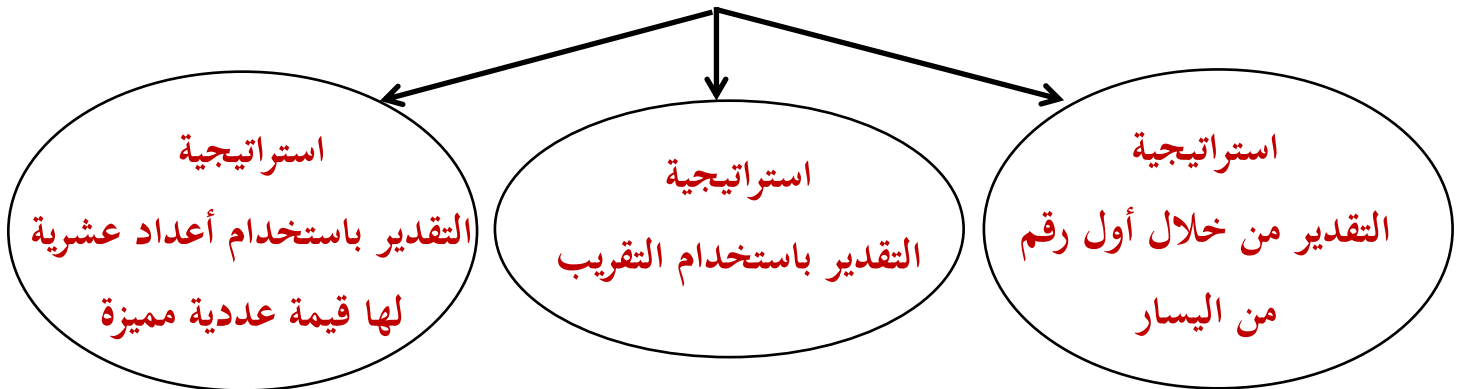 استراتيجية
التقدير من خلال أول رقم
من اليسار
استراتيجية
التقدير باستخدام التقريب
استراتيجية
التقدير باستخدام أعداد عشرية
لها قيمة عددية مميزة